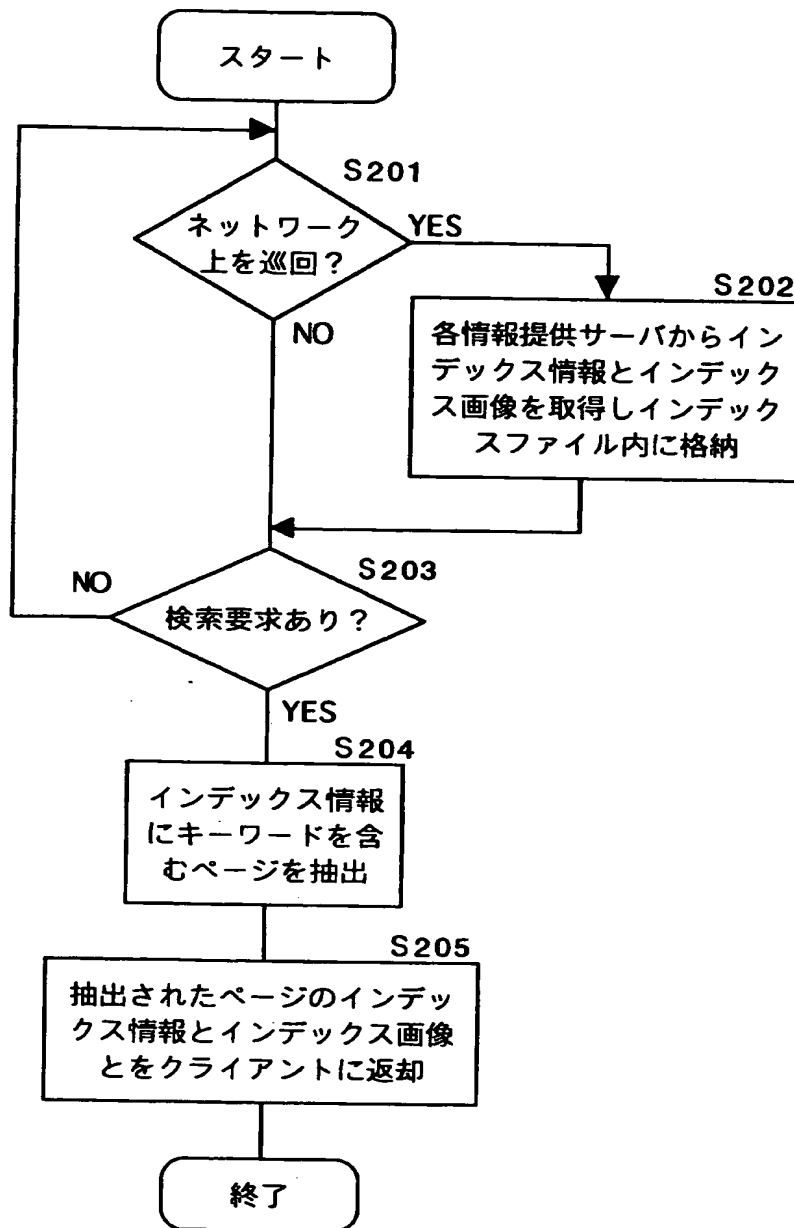 スタート
S201
ネットワーク
上を巡回?
YES
NO
S202
各情報提供サーバからイン
デックス情報とインデック
ス画像を取得しインデック
スファイル内に格納
S203
NO
検索要求あり?
YES
S204
インデックス情報
にキーワードを含
むページを抽出
S205
抽出されたページのインデッ
クス情報とインデックス画像
とをクライアントに返却
終了